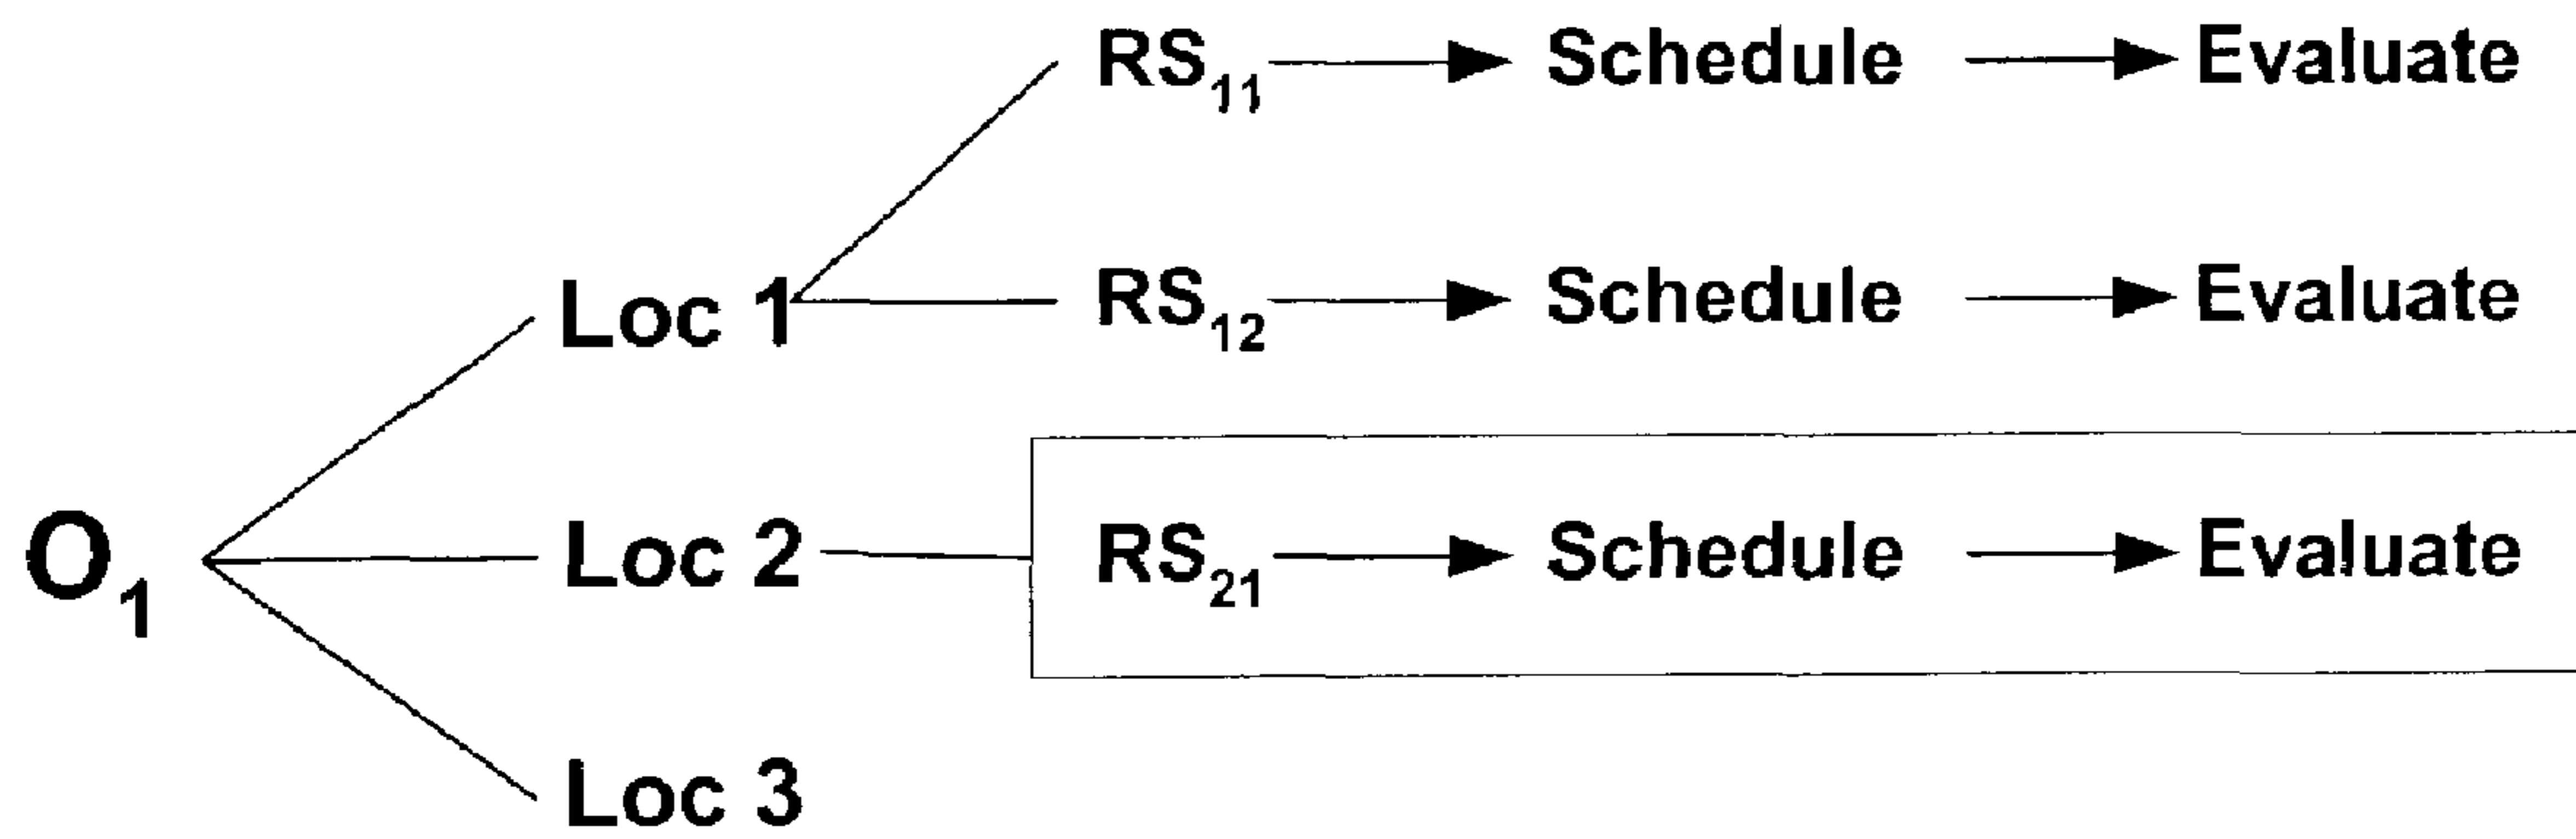 RS₁₁ Schedule Evaluate
Loc 1 RS₁₂ Schedule Evaluate
O₁ Loc 2 RS₂₁ Schedule Evaluate
Loc 3